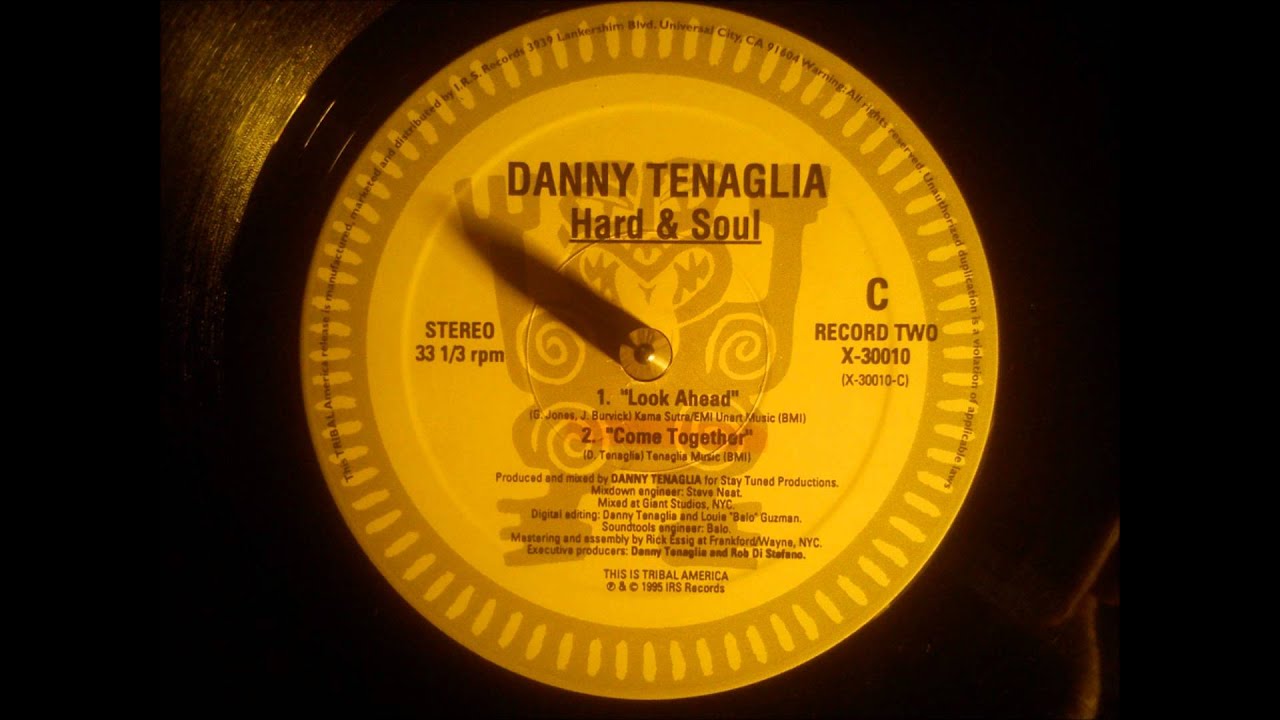 This TRIBAL America release is manufactured, marketed and distributed by I.R.S. Records 3939 Lankershim Blvd. Universal City, CA 91604 Warning: All rights reserved. Unauthorized duplication is a violation of applicable laws
DANNY TENAGLIA
Hard & Soul
STEREO
33 1/3 rpm
C
RECORD TWO
X-30010
(X-30010-C)
1. "Look Ahead"
(G. Jones, J. Burvick) Kama Sutra/EMI Unart Music (BMI)
2. "Come Together"
(D. Tenaglia) Tenaglia Music (BMI)
Produced and mixed by DANNY TENAGLIA for Stay Tuned Productions.
Mixdown engineer: Steve Neat.
Mixed at Giant Studios, NYC.
Digital editing: Danny Tenaglia and Louie "Balo" Guzman.
Soundtools engineer: Balo.
Mastering and assembly by Rick Essig at Frankford/Wayne, NYC.
Executive producers: Danny Tenaglia and Rob Di Stefano.
THIS IS TRIBAL AMERICA
℗ & © 1995 IRS Records